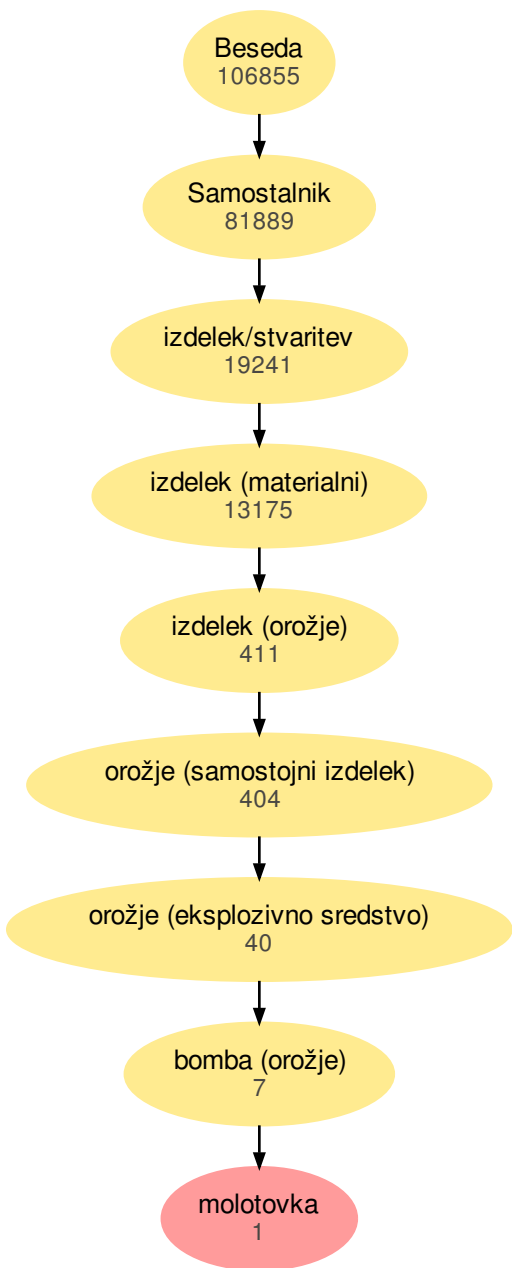 Beseda
106855
Samostalnik
81889
izdelek/stvaritev
19241
izdelek (materialni)
13175
izdelek (orožje)
411
orožje (samostojni izdelek)
404
orožje (eksplozivno sredstvo)
40
bomba (orožje)
7
molotovka
1